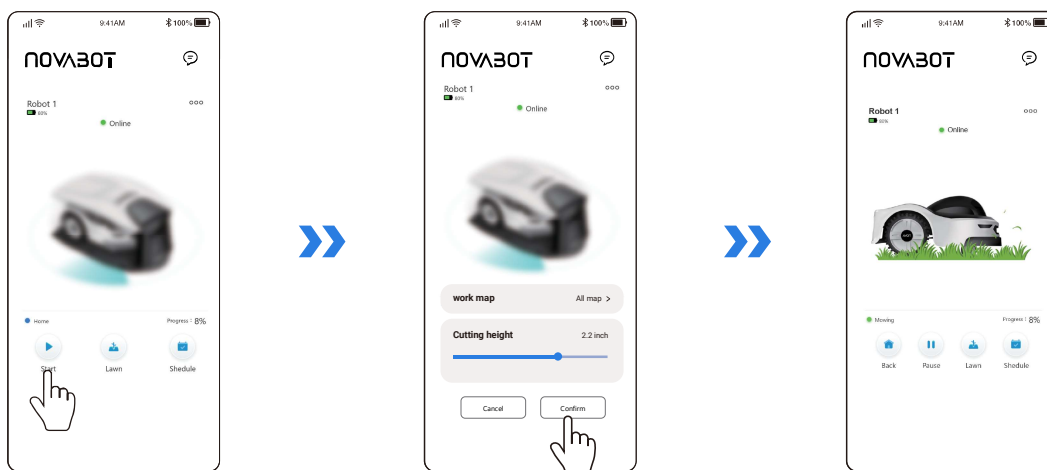 9:41AM 100%
NOVABOT
Robot 1
80%
Online
Home Progress : 8%
Start Lawn Shedule
9:41AM 100%
NOVABOT
Robot 1
80%
Online
work map All map >
Cutting height 2.2 inch
Cancel Confirm
9:41AM 100%
NOVABOT
Robot 1
80%
Online
Mowing Progress : 8%
Back Pause Lawn Shedule